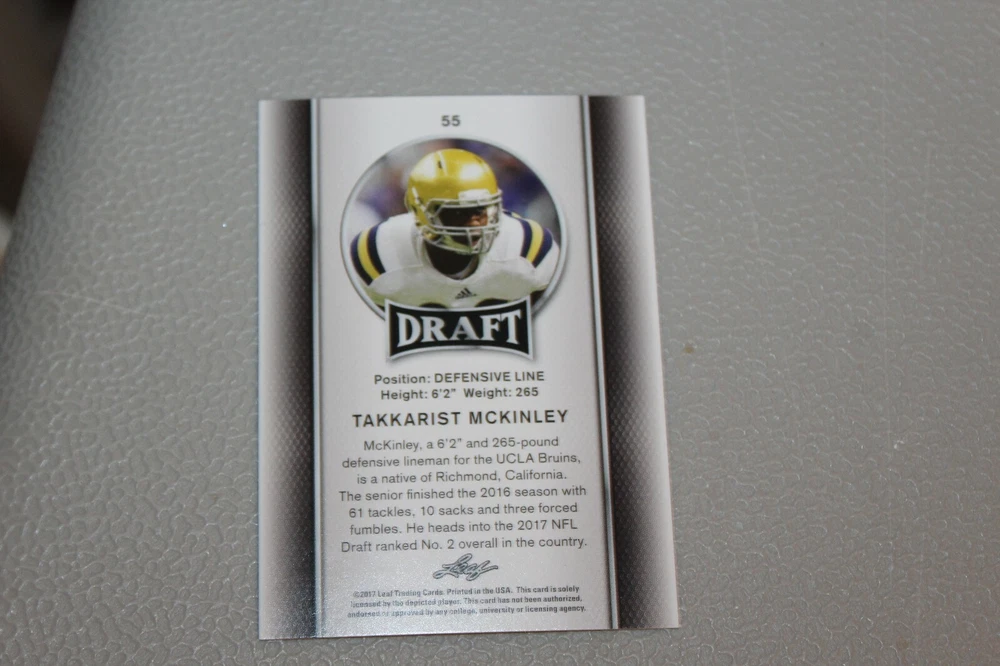 55
DRAFT
Position: DEFENSIVE LINE
Height: 6'2" Weight: 265
TAKKARIST MCKINLEY
McKinley, a 6'2" and 265-pound
defensive lineman for the UCLA Bruins,
is a native of Richmond, California.
The senior finished the 2016 season with
61 tackles, 10 sacks and three forced
fumbles. He heads into the 2017 NFL
Draft ranked No. 2 overall in the country.
Leaf
©2017 Leaf Trading Cards. Printed in the USA. This card is solely
licensed by the depicted player. This card has not been authorized,
endorsed or approved by any college, university or licensing agency.